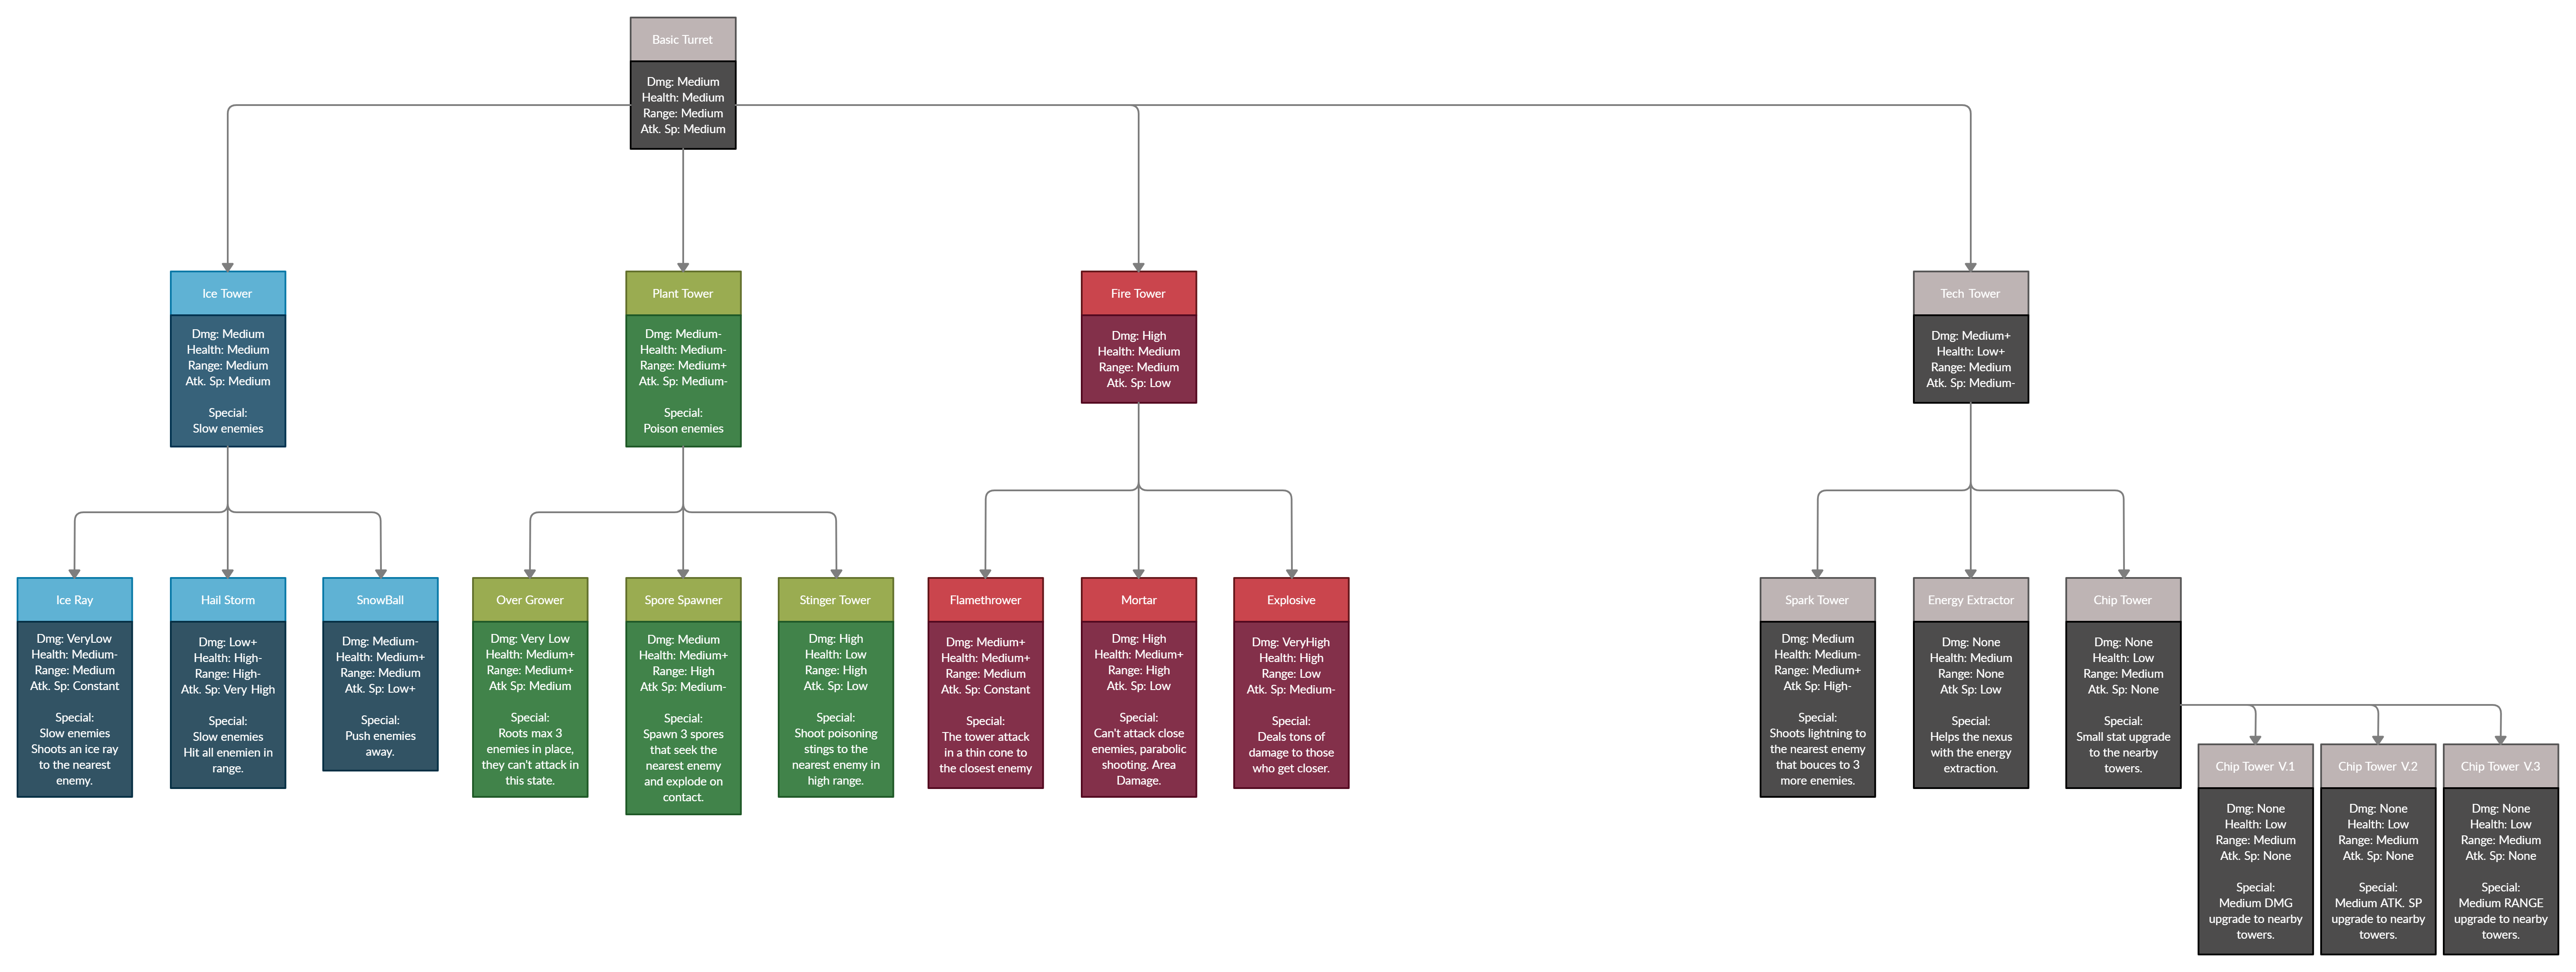 Basic Turret
Dmg: Medium
Health: Medium
Range: Medium
Atk. Sp: Medium
Ice Tower
Dmg: Medium
Health: Medium
Range: Medium
Atk. Sp: Medium
Special:
Slow enemies
Plant Tower
Dmg: Medium-
Health: Medium-
Range: Medium+
Atk. Sp: Medium-
Special:
Poison enemies
Fire Tower
Dmg: High
Health: Medium
Range: Medium
Atk. Sp: Low
Tech Tower
Dmg: Medium+
Health: Low+
Range: Medium
Atk. Sp: Medium-
Ice Ray
Dmg: VeryLow
Health: Medium-
Range: Medium
Atk. Sp: Constant
Special:
Slow enemies
Shoots an ice ray
to the nearest
enemy.
Hail Storm
Dmg: Low+
Health: High-
Range: High-
Atk. Sp: Very High
Special:
Slow enemies
Hit all enemien in
range.
SnowBall
Dmg: Medium-
Health: Medium+
Range: Medium
Atk. Sp: Low+
Special:
Push enemies
away.
Over Grower
Dmg: Very Low
Health: Medium+
Range: Medium+
Atk Sp: Medium
Special:
Roots max 3
enemies in place,
they can't attack in
this state.
Spore Spawner
Dmg: Medium
Health: Medium+
Range: High
Atk Sp: Medium-
Special:
Spawn 3 spores
that seek the
nearest enemy
and explode on
contact.
Stinger Tower
Dmg: High
Health: Low
Range: High
Atk. Sp: Low
Special:
Shoot poisoning
stings to the
nearest enemy in
high range.
Flamethrower
Dmg: Medium+
Health: Medium+
Range: Medium
Atk. Sp: Constant
Special:
The tower attack
in a thin cone to
the closest enemy
Mortar
Dmg: High
Health: Medium+
Range: High
Atk. Sp: Low
Special:
Can't attack close
enemies, parabolic
shooting. Area
Damage.
Explosive
Dmg: VeryHigh
Health: High
Range: Low
Atk. Sp: Medium-
Special:
Deals tons of
damage to those
who get closer.
Spark Tower
Dmg: Medium
Health: Medium-
Range: Medium+
Atk Sp: High-
Special:
Shoots lightning to
the nearest enemy
that bouces to 3
more enemies.
Energy Extractor
Dmg: None
Health: Medium
Range: None
Atk Sp: Low
Special:
Helps the nexus
with the energy
extraction.
Chip Tower
Dmg: None
Health: Low
Range: Medium
Atk. Sp: None
Special:
Small stat upgrade
to the nearby
towers.
Chip Tower V.1
Dmg: None
Health: Low
Range: Medium
Atk. Sp: None
Special:
Medium DMG
upgrade to nearby
towers.
Chip Tower V.2
Dmg: None
Health: Low
Range: Medium
Atk. Sp: None
Special:
Medium ATK. SP
upgrade to nearby
towers.
Chip Tower V.3
Dmg: None
Health: Low
Range: Medium
Atk. Sp: None
Special:
Medium RANGE
upgrade to nearby
towers.